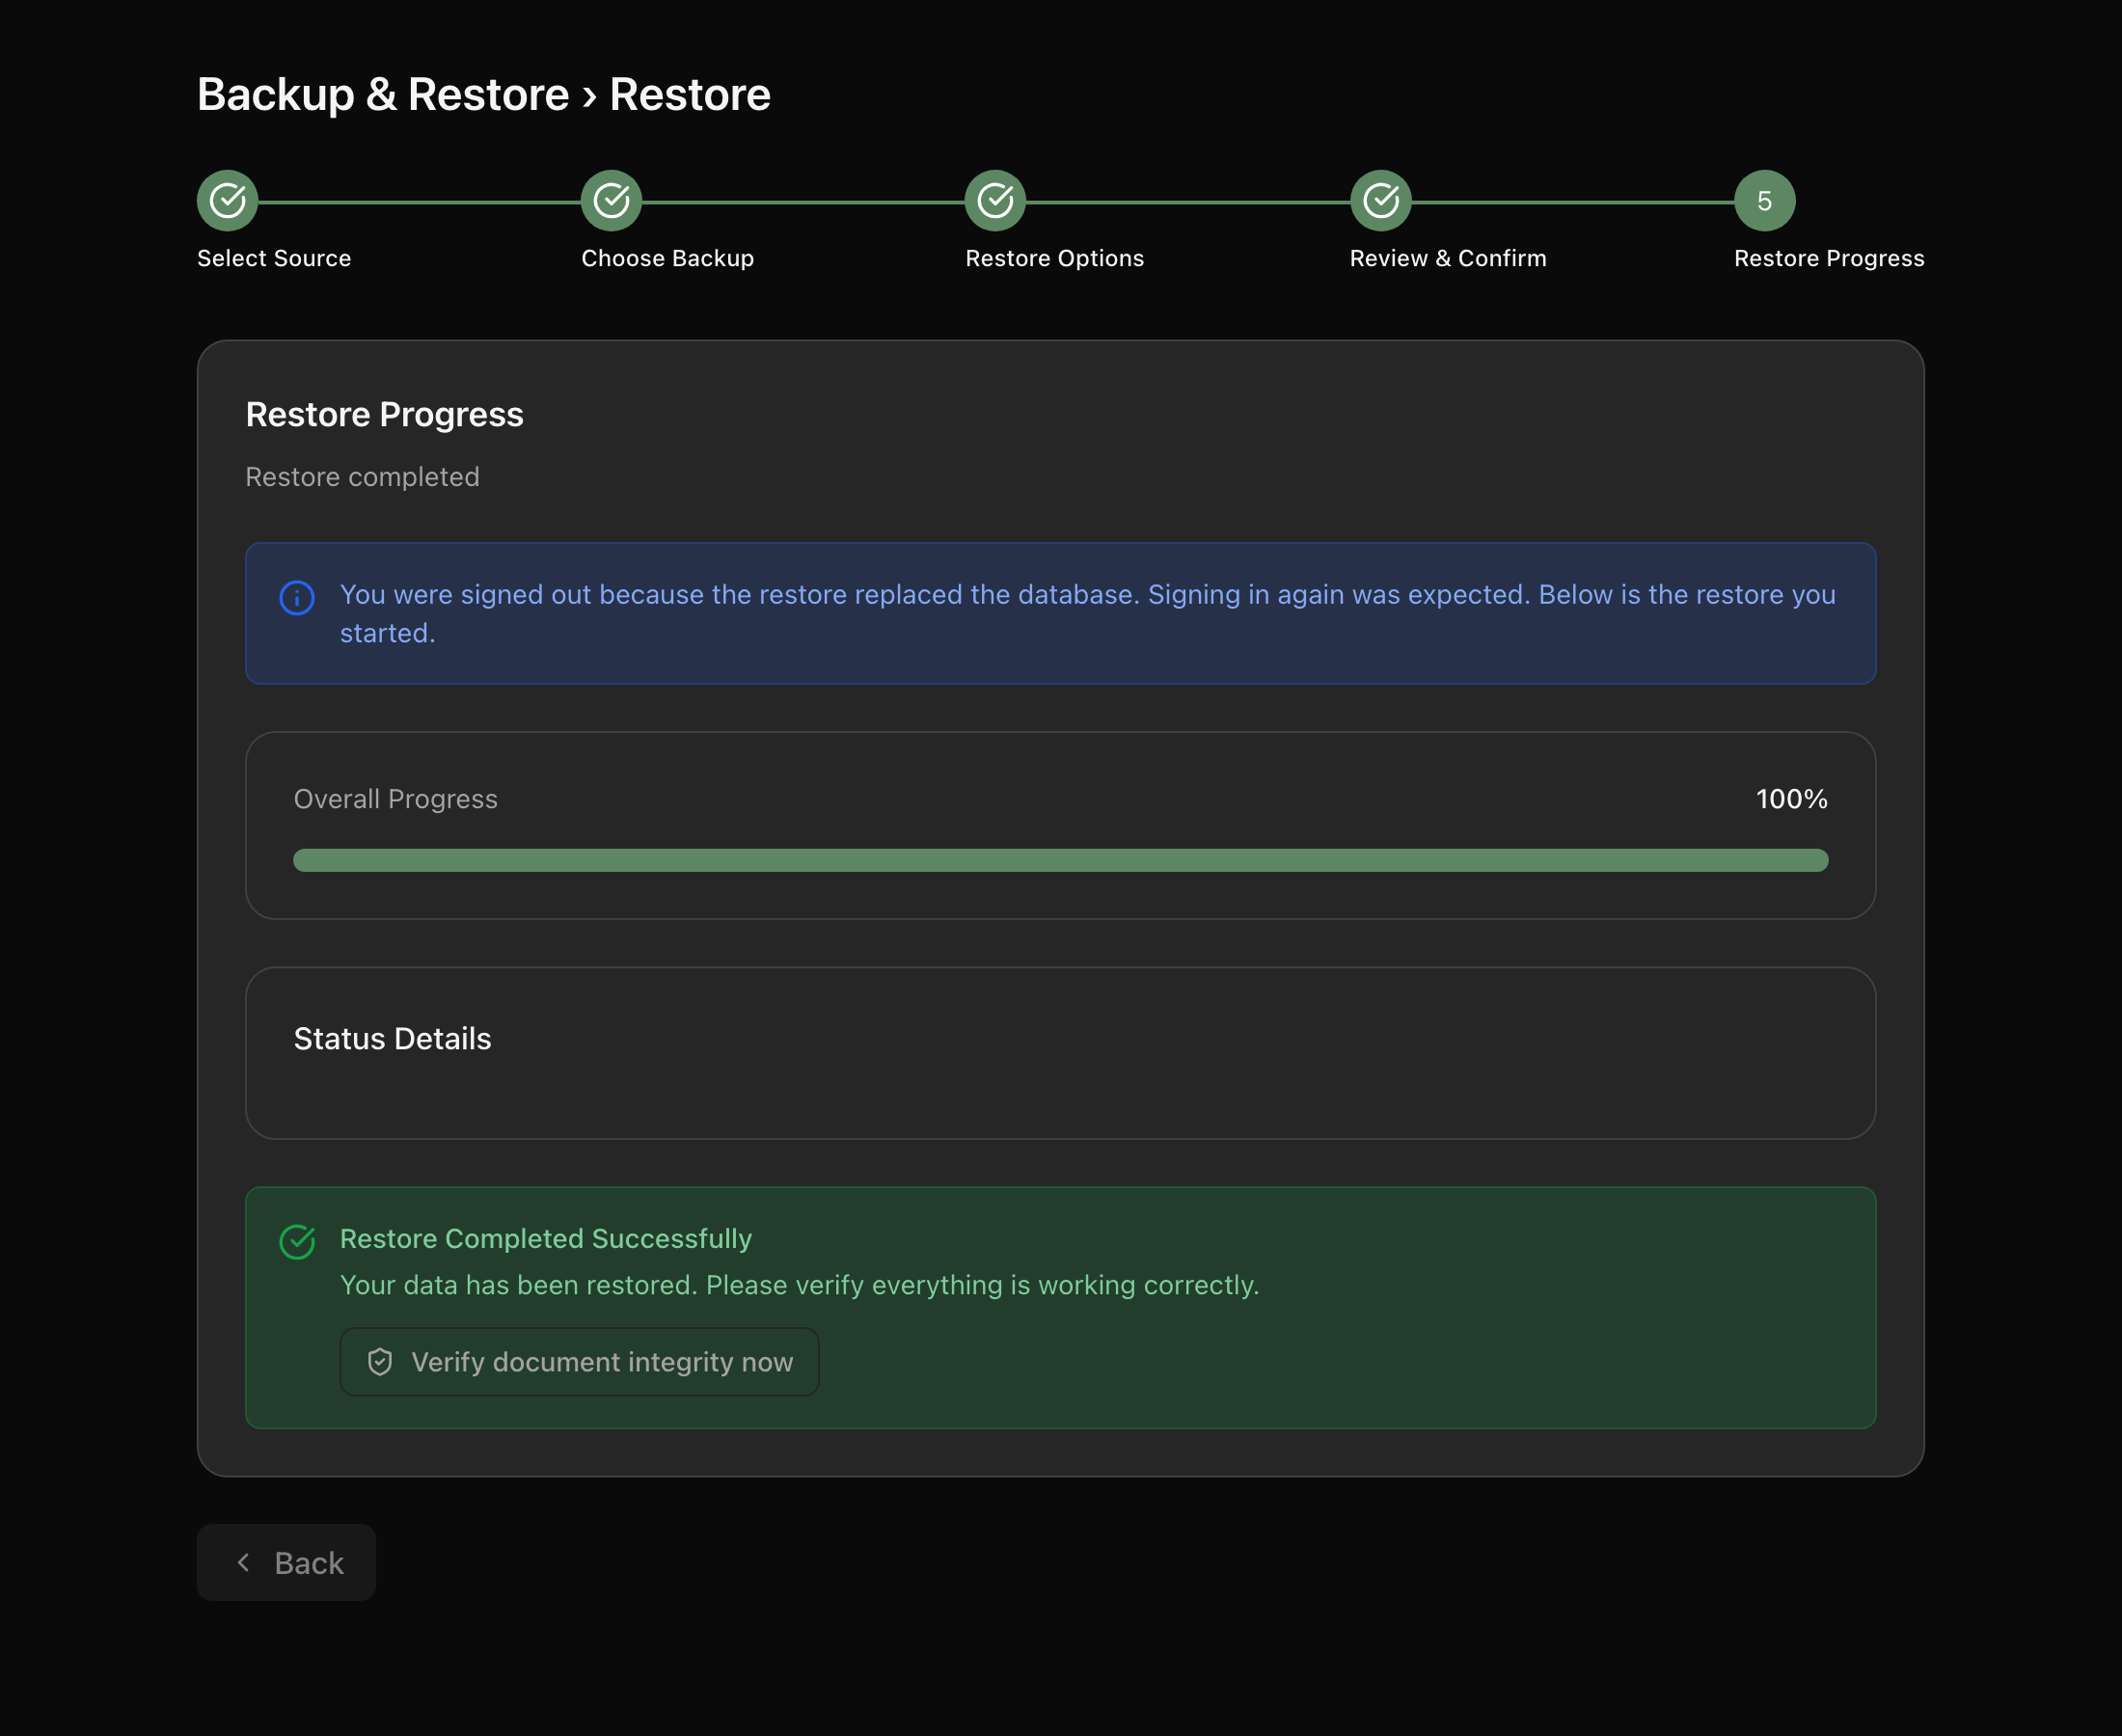 Backup & Restore › Restore
5
Select Source
Choose Backup
Restore Options
Review & Confirm
Restore Progress
Restore Progress
Restore completed
You were signed out because the restore replaced the database. Signing in again was expected. Below is the restore you
started.
Overall Progress
100%
Status Details
Restore Completed Successfully
Your data has been restored. Please verify everything is working correctly.
Verify document integrity now
Back